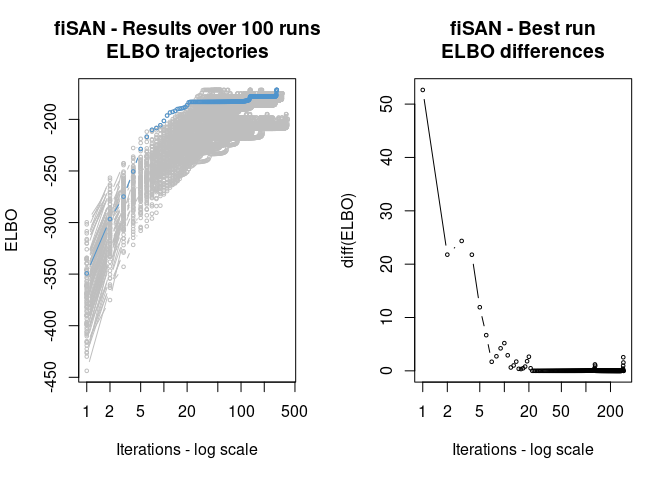 fiSAN - Results over 100 runs
ELBO trajectories
ELBO
-200
-250
-300
-350
-400
-450
1 2 5 20 100 500
Iterations - log scale
fiSAN - Best run
ELBO differences
diff(ELBO)
50
40
30
20
10
0
1 2 5 20 50 200
Iterations - log scale